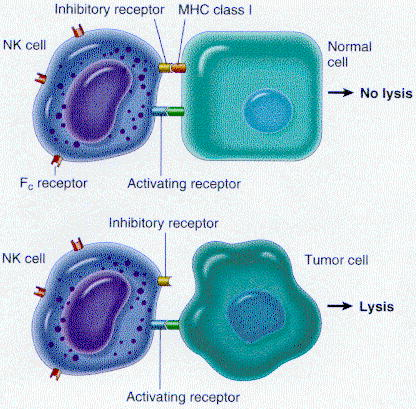 Inhibitory receptor MHC class I
NK cell
Normal
cell
No lysis
Fc receptor
Activating receptor
Inhibitory receptor
NK cell
Tumor cell
Lysis
Activating receptor